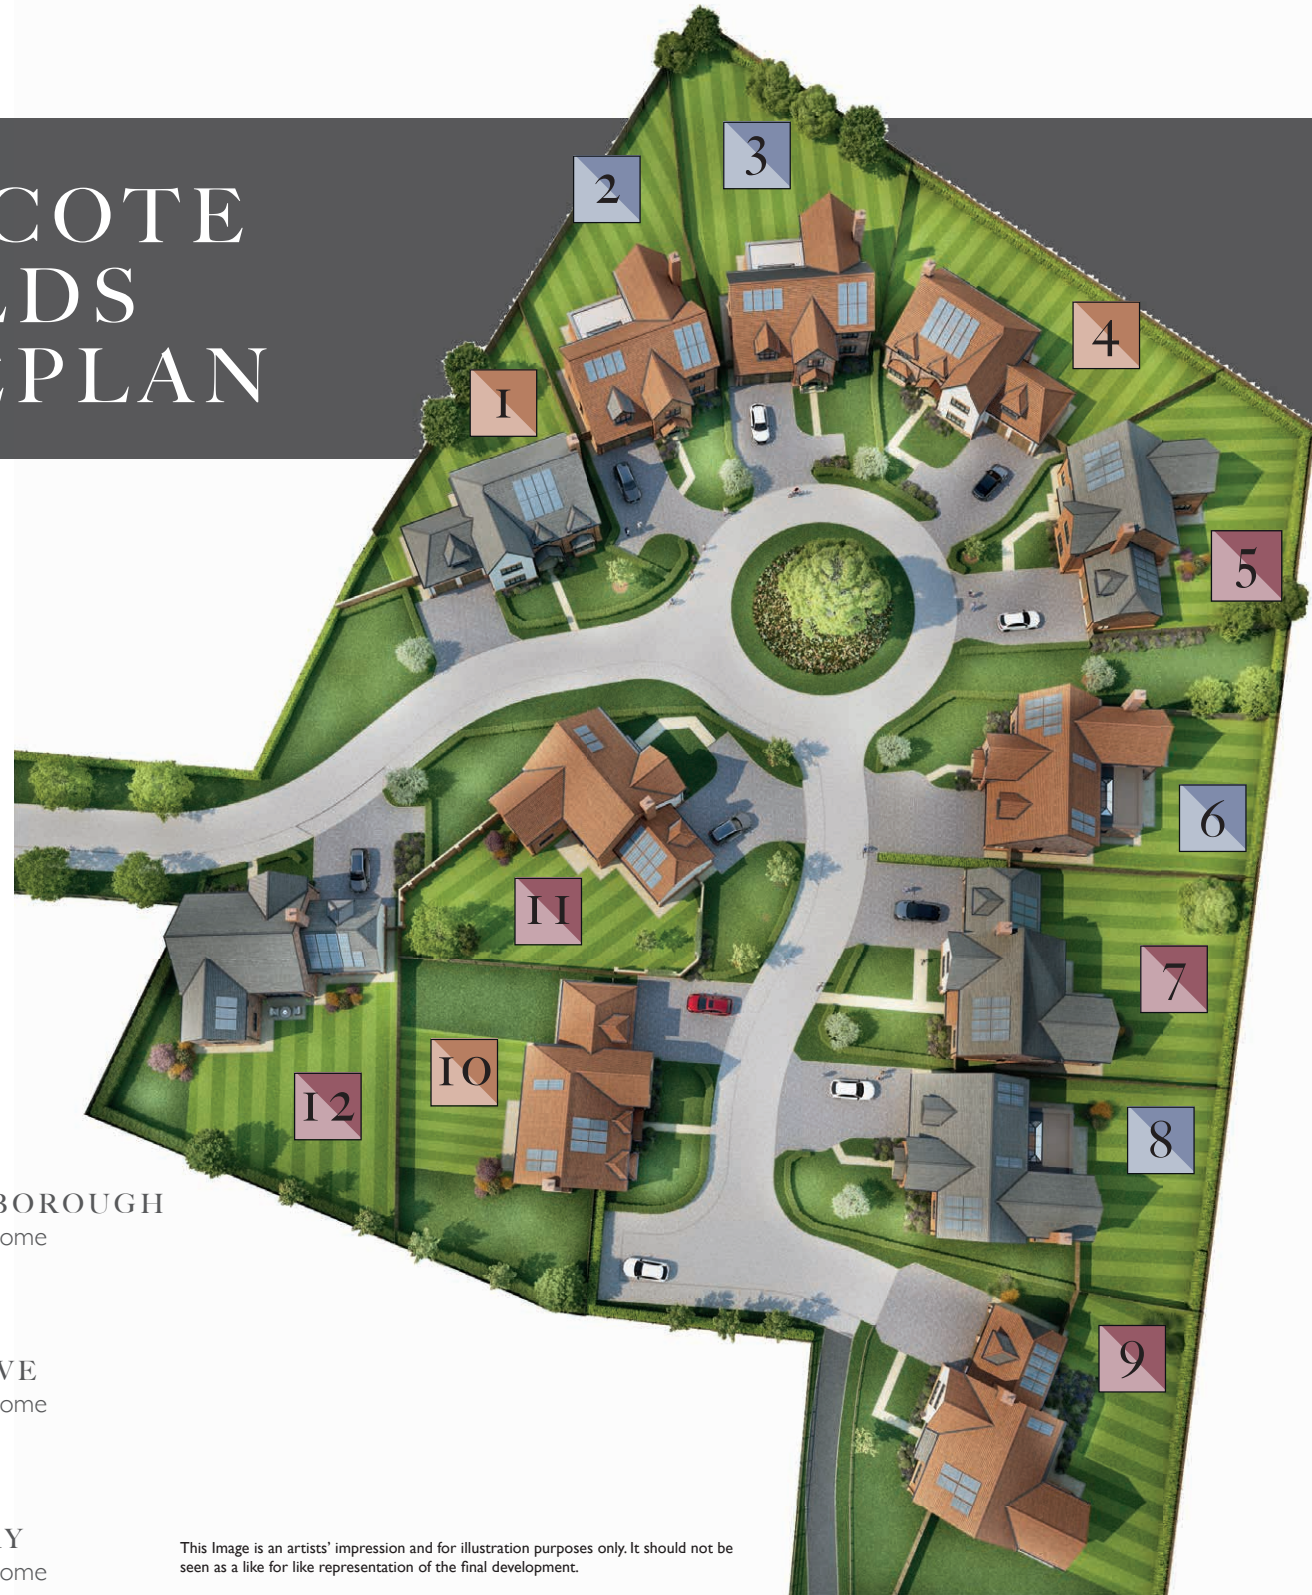 COTE
LDS
EPLAN
1
2
3
4
5
6
7
8
9
10
11
12
BOROUGH
ome
VE
ome
Y
ome
This Image is an artists' impression and for illustration purposes only. It should not be
seen as a like for like representation of the final development.